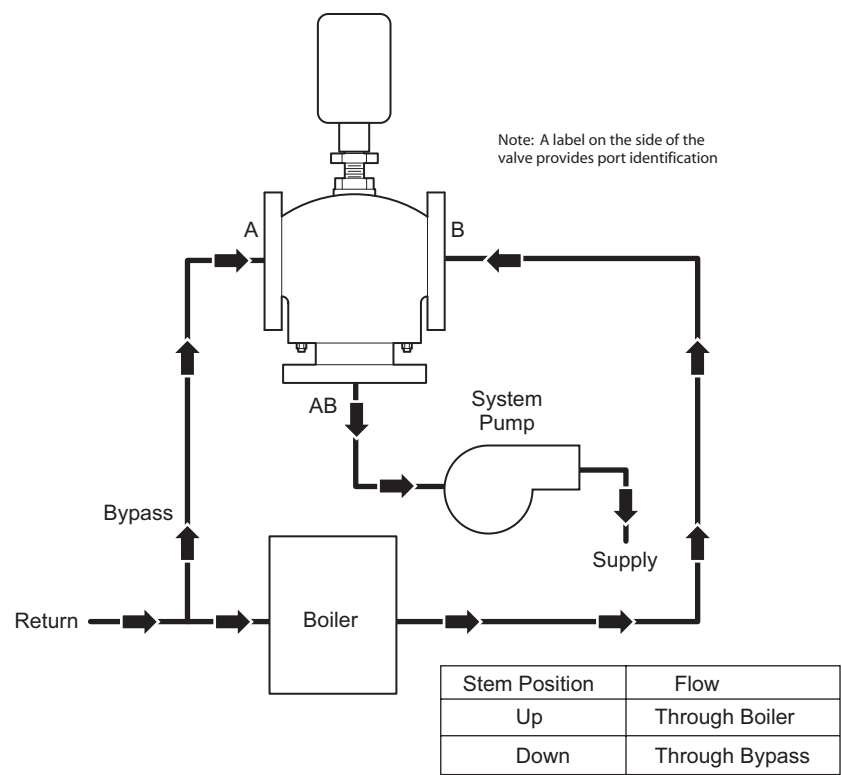 Note: A label on the side of the
valve provides port identification
A
B
AB
System
Pump
Bypass
Supply
Return
Boiler
Stem Position Flow
Up Through Boiler
Down Through Bypass